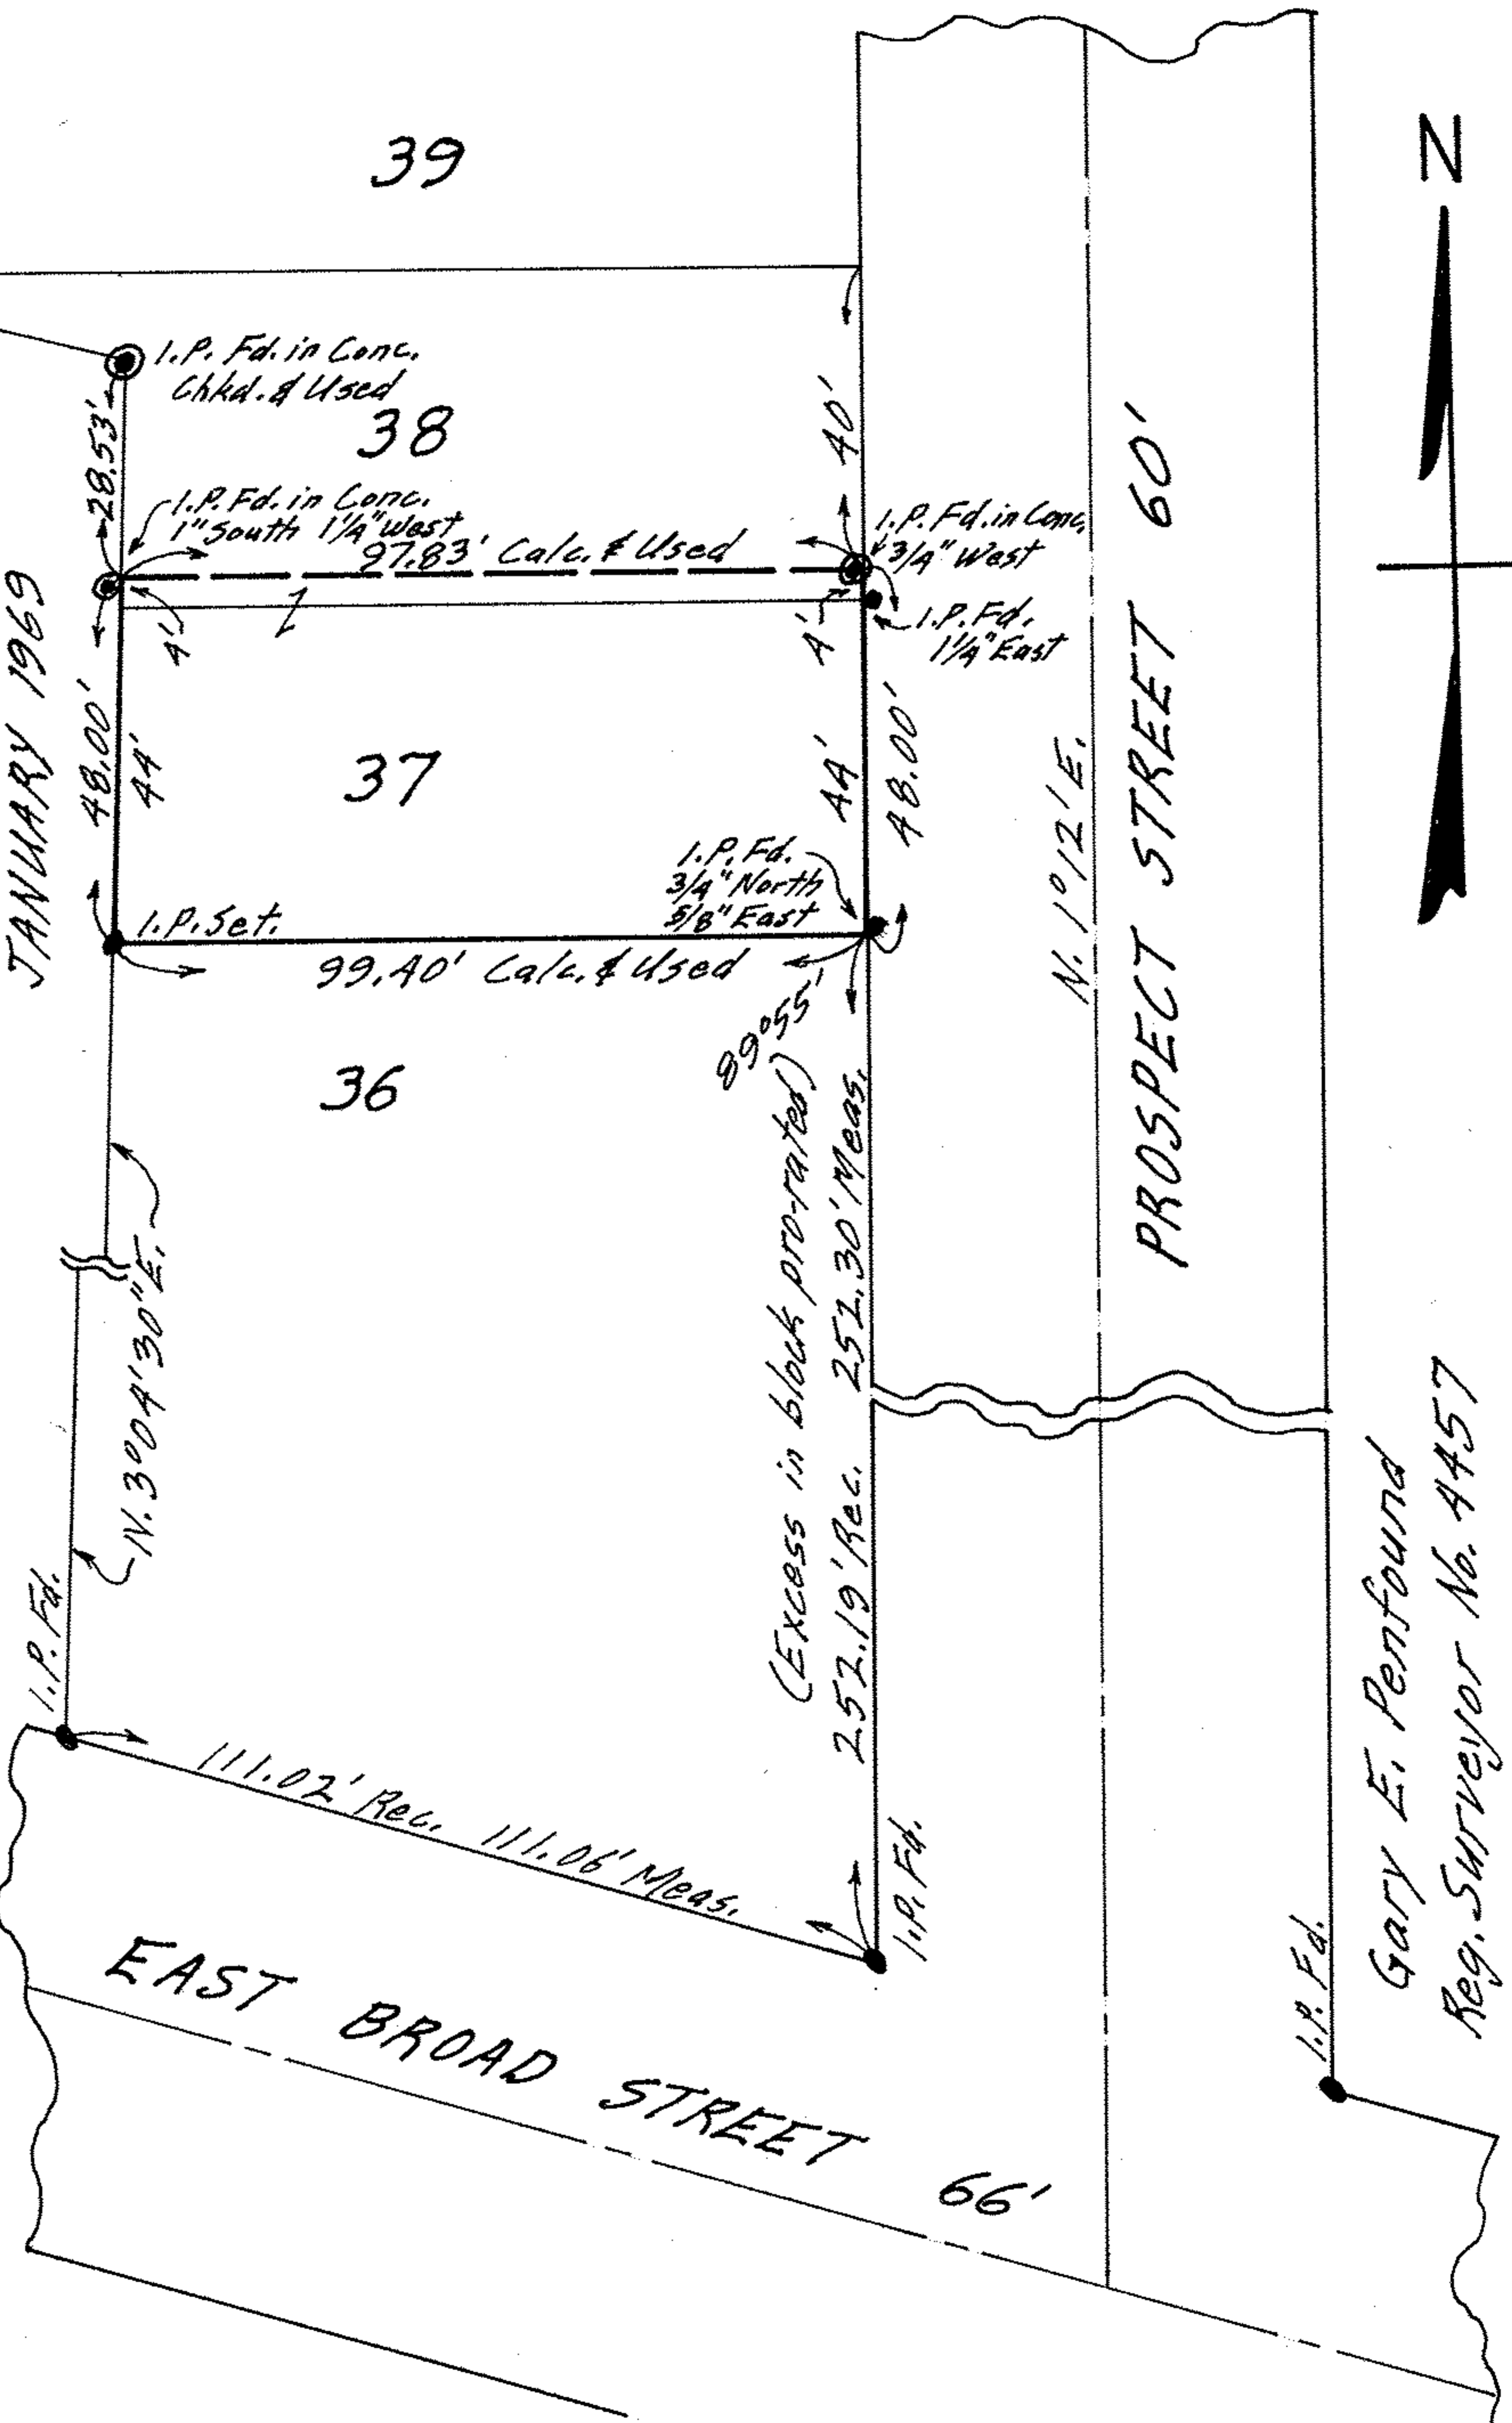 39
N
I.P. Fd. in Conc.
Chkd. & Used
38
28.53'
40'
I.P. Fd. in Conc.
1" South 1 1/4" West
97.83' Calc. & Used
I.P. Fd. in Conc.
3/4" West
4'
4'
I.P. Fd.
1 1/4" East
JANUARY 1969
48.00'
44'
37
44'
48.00'
I.P. Fd.
3/4" North
5/8" East
I.P. Set.
99.40' Calc. & Used
89°55'
N. 1°12' E.
PROSPECT STREET 60'
36
N. 3°04'30" E.
(Excess in block pro-rated)
252.19' Rec. 252.30' Meas.
I.P. Fd.
111.02' Rec. 111.06' Meas.
I.P. Fd.
I.P. Fd.
EAST BROAD STREET 66'
Gary E. Penfound
Reg. Surveyor No. 4457